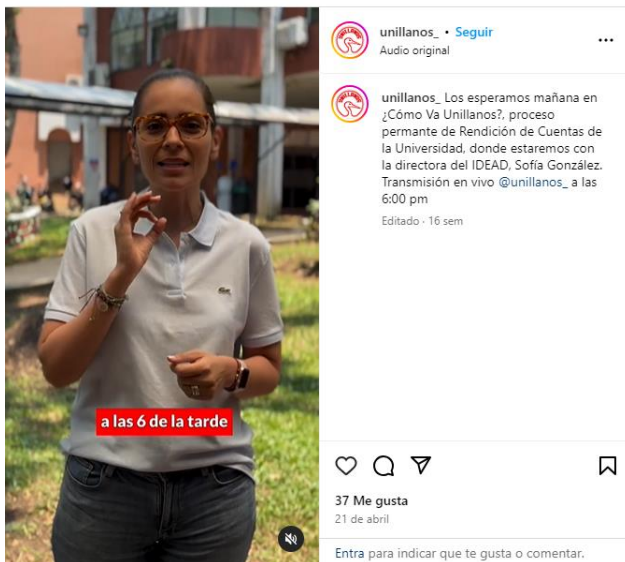 unillanos_ • Seguir
Audio original
unillanos_ Los esperamos mañana en
¿Cómo Va Unillanos?, proceso
permante de Rendición de Cuentas de
la Universidad, donde estaremos con
la directora del IDEAD, Sofía González.
Transmisión en vivo @unillanos_ a las
6:00 pm
Editado · 16 sem
a las 6 de la tarde
37 Me gusta
21 de abril
Entra para indicar que te gusta o comentar.